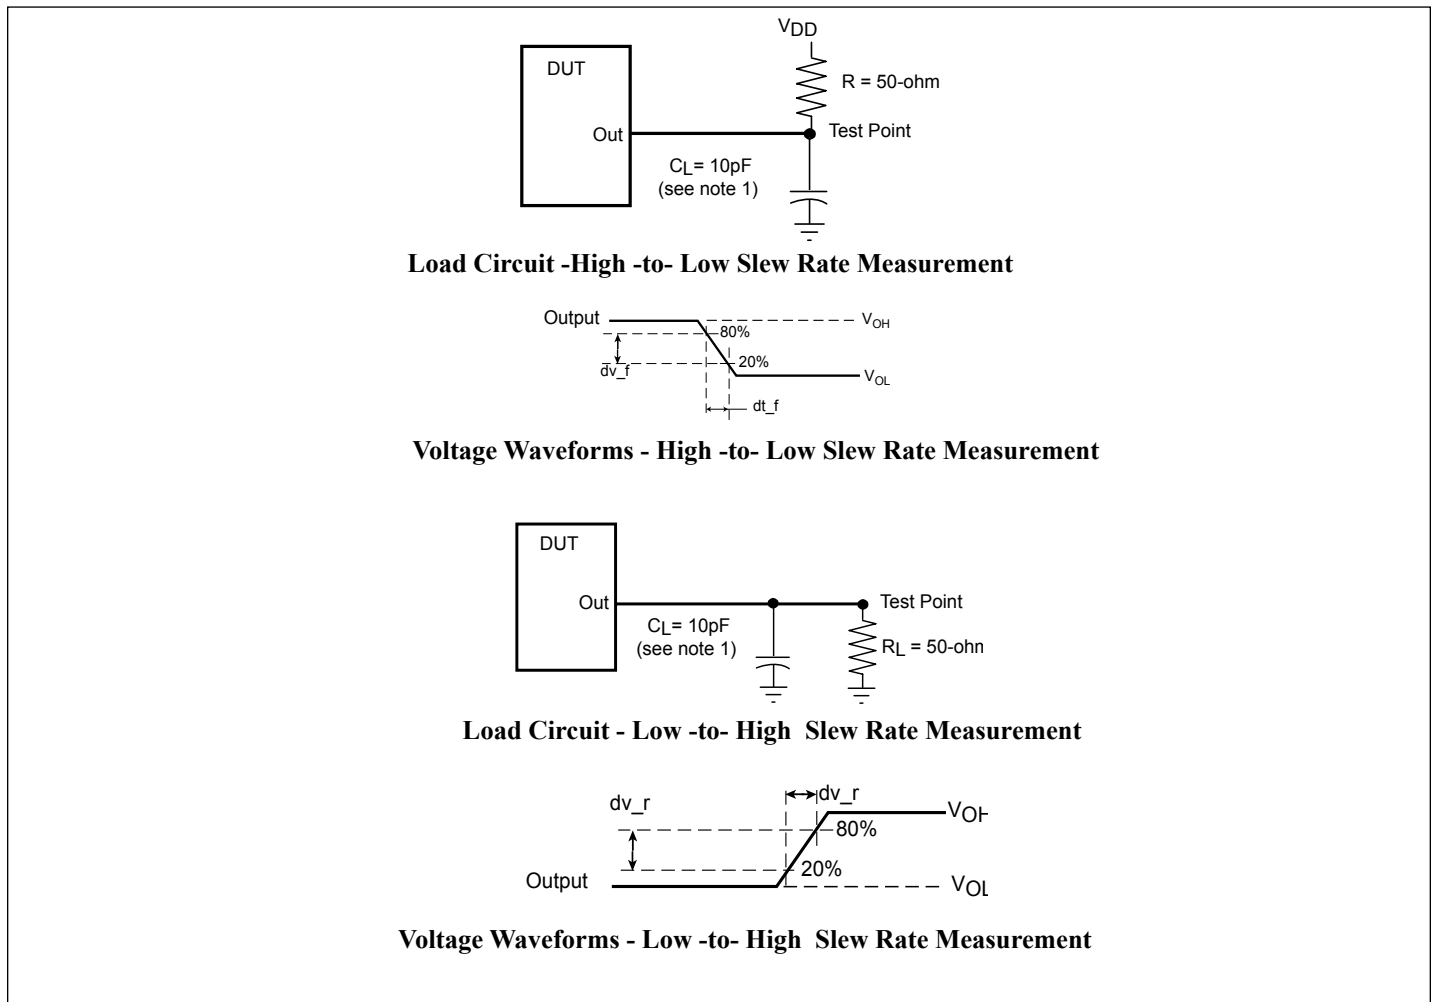 VDD
DUT
R = 50-ohm
Out
Test Point
CL= 10pF
(see note 1)
Load Circuit -High -to- Low Slew Rate Measurement
Output
VOH
80%
20%
dv_f
VOL
dt_f
Voltage Waveforms - High -to- Low Slew Rate Measurement
DUT
Out
Test Point
CL= 10pF
(see note 1)
RL = 50-ohm
Load Circuit - Low -to- High Slew Rate Measurement
dv_r
dv_r
VOH
80%
20%
Output
VOL
Voltage Waveforms - Low -to- High Slew Rate Measurement